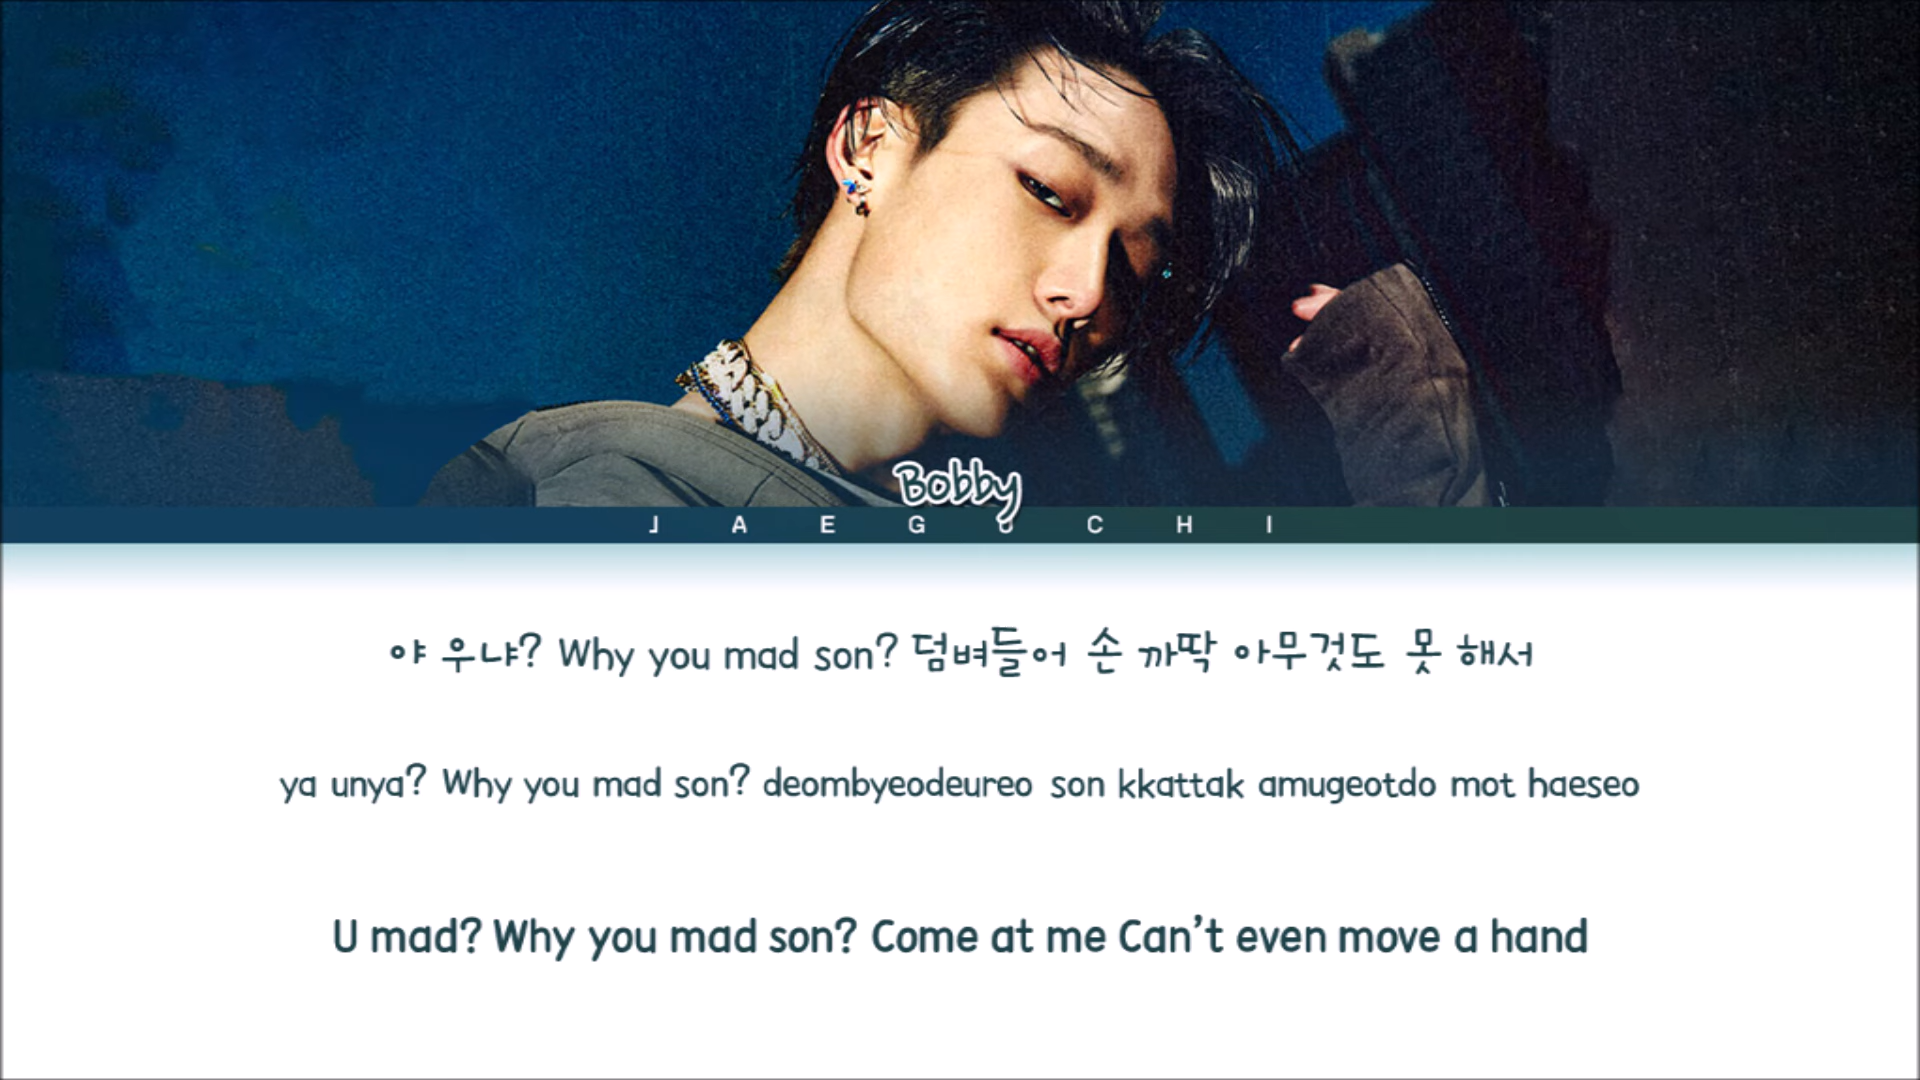 Bobby
JAEGUCHI
야 우냐? Why you mad son? 덤벼들어 손 까딱 아무것도 못 해서
ya unya? Why you mad son? deombyeodeureo son kkattak amugeotdo mot haeseo
U mad? Why you mad son? Come at me Can't even move a hand